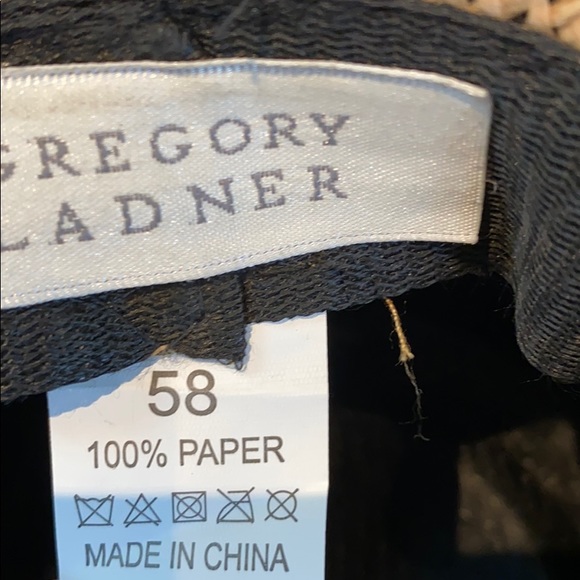 GREGORY
LADNER
58
100% PAPER
MADE IN CHINA